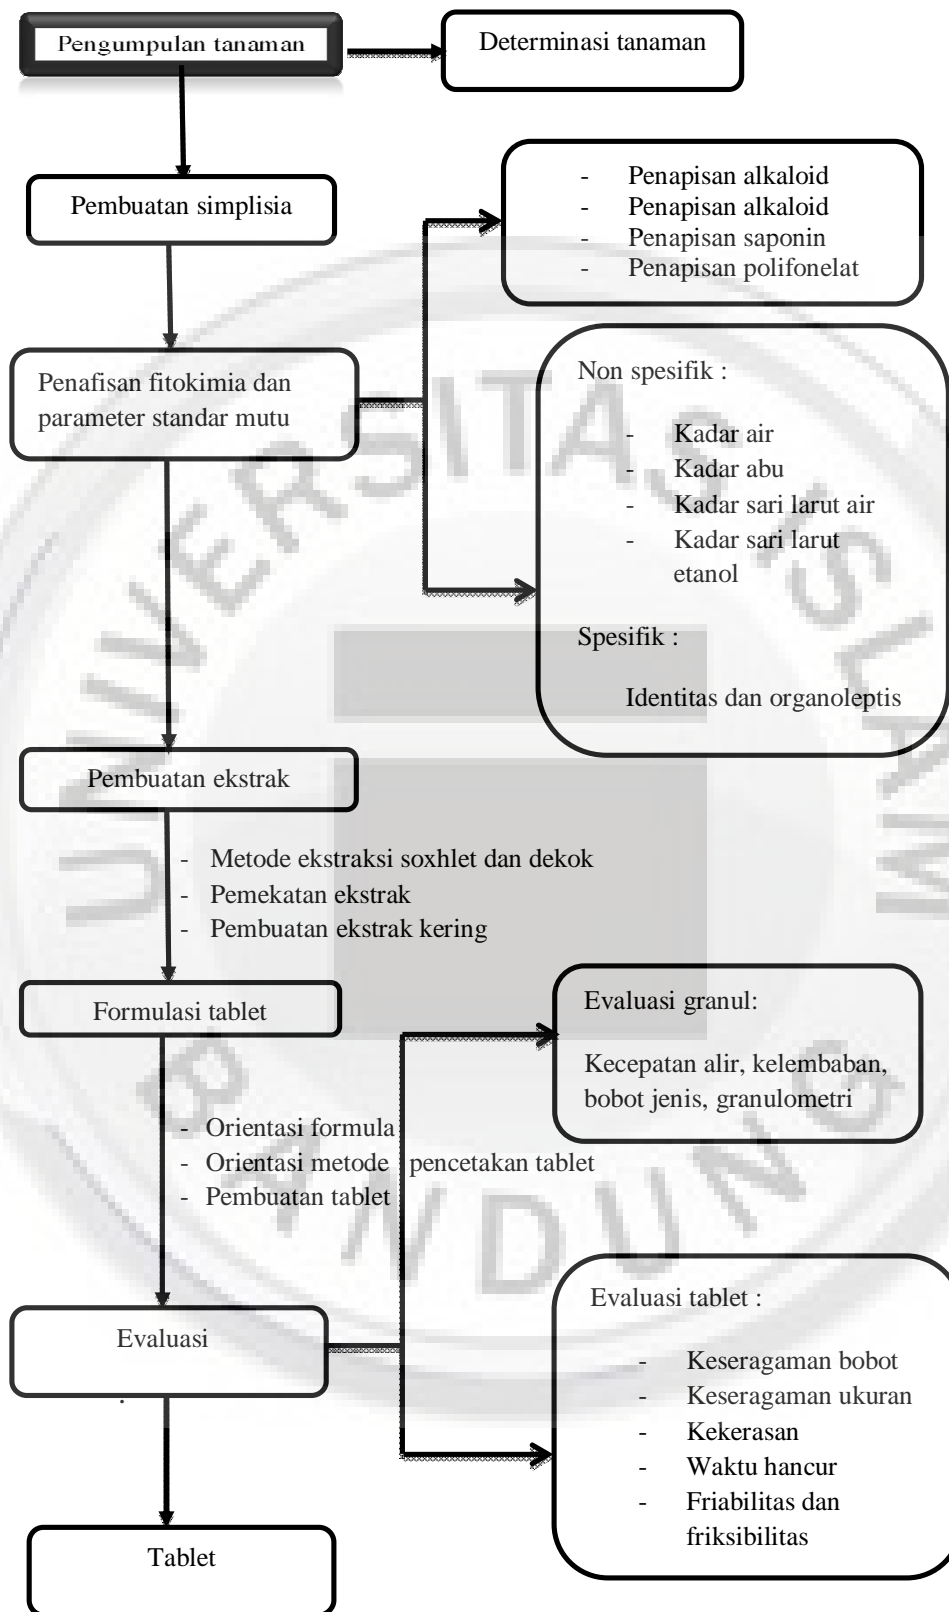 Pengumpulan tanaman
Determinasi tanaman
Pembuatan simplisia
- Penapisan alkaloid
- Penapisan alkaloid
- Penapisan saponin
- Penapisan polifonelat
Penafisan fitokimia dan
parameter standar mutu
Non spesifik :
- Kadar air
- Kadar abu
- Kadar sari larut air
- Kadar sari larut
etanol
Spesifik :
Identitas dan organoleptis
Pembuatan ekstrak
- Metode ekstraksi soxhlet dan dekok
- Pemekatan ekstrak
- Pembuatan ekstrak kering
Formulasi tablet
Evaluasi granul:
Kecepatan alir, kelembaban,
bobot jenis, granulometri
- Orientasi formula
- Orientasi metode pencetakan tablet
- Pembuatan tablet
Evaluasi
.
Evaluasi tablet :
- Keseragaman bobot
- Keseragaman ukuran
- Kekerasan
- Waktu hancur
- Friabilitas dan
friksibilitas
Tablet
UNIVERSITAS ISLAM
BANDUNG